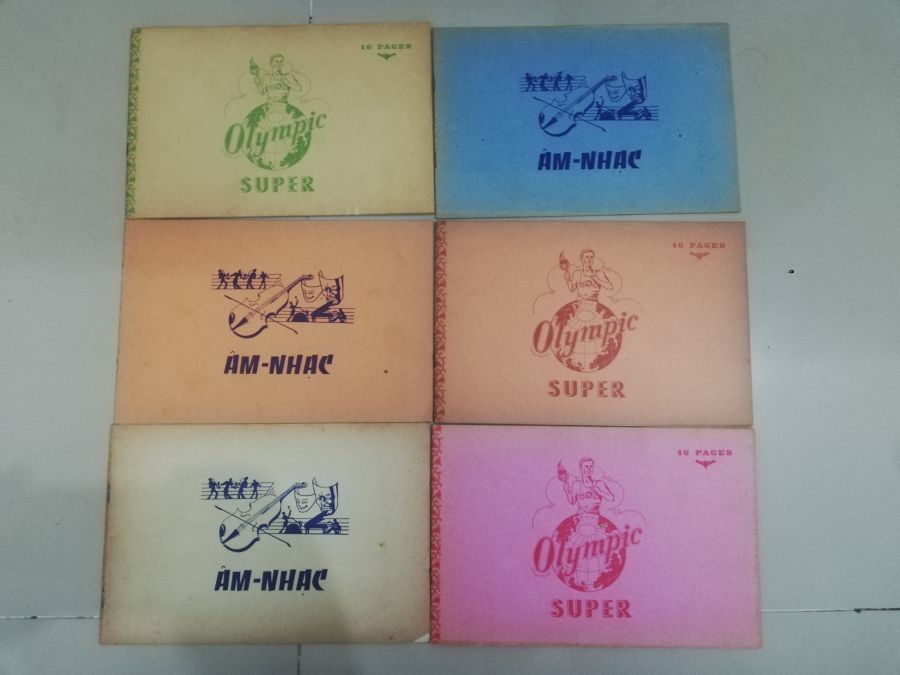 16 PAGES
Olympic
SUPER
ÂM-NHẠC
ÂM-NHẠC
16 PAGES
Olympic
SUPER
ÂM-NHẠC
16 PAGES
Olympic
SUPER